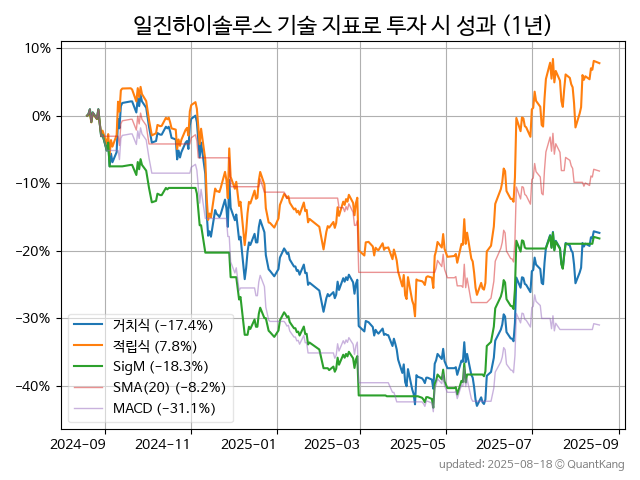 일진하이솔루스 기술 지표로 투자 시 성과 (1년)
10%
0%
−10%
−20%
−30%
−40%
거치식 (−17.4%)
적립식 (7.8%)
SigM (−18.3%)
SMA(20) (−8.2%)
MACD (−31.1%)
2024-09
2024-11
2025-01
2025-03
2025-05
2025-07
2025-09
updated: 2025-08-18 © QuantKang